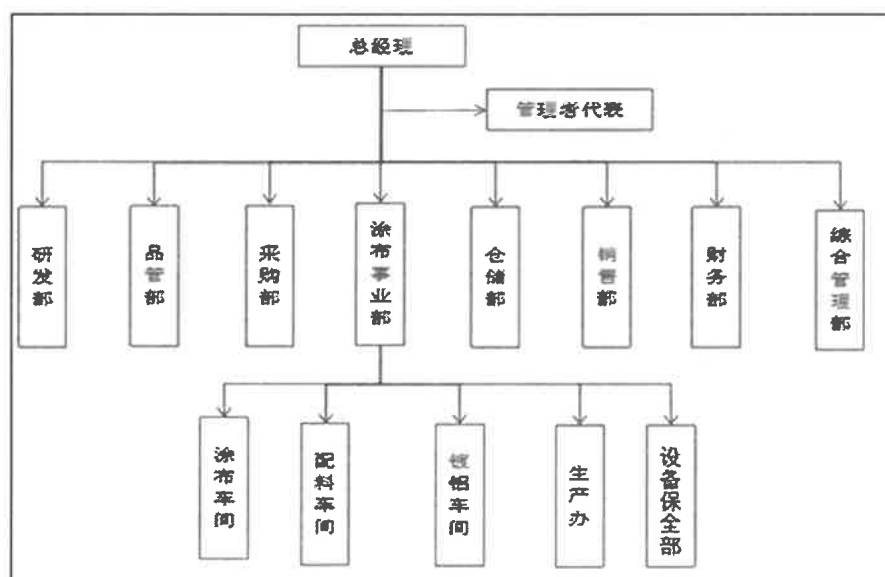 总经理
管理者代表
研发部
品管部
采购部
涂布事业部
仓储部
销售部
财务部
综合管理部
涂布车间
配料车间
镀铝车间
生产办
设备保全部